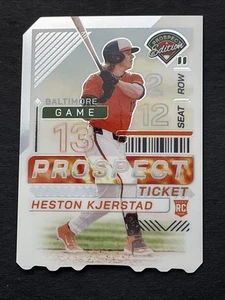 PROSPECT
Edition
BALTIMORE
GAME
13
2
12
SEAT
ROW
PROSPECT
TICKET
HESTON KJERSTAD
RC